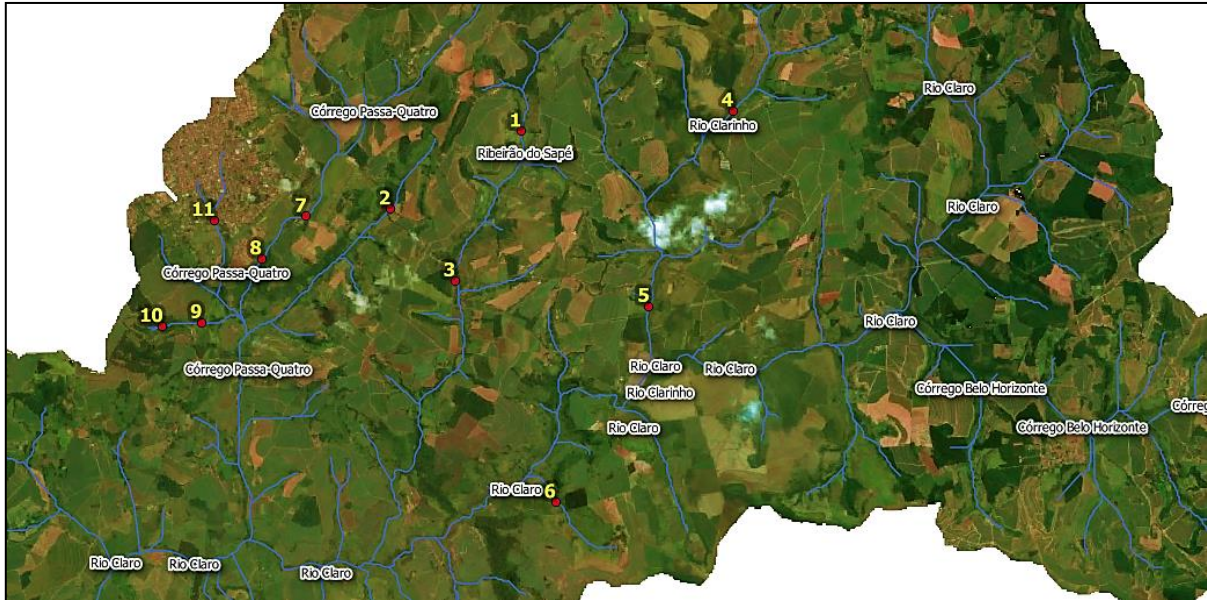 Rio Claro
4
Córrego Passa-Quatro
Rio Clarinho
1
Ribeirão do Sapé
2
11
7
Rio Claro
8
Córrego Passa-Quatro
3
5
10
9
Rio Claro
Córrego Passa-Quatro
Rio Claro
Rio Claro
Rio Clarinho
Córrego Belo Horizonte
Rio Claro
Córrego Belo Horizonte
Córreg
6
Rio Claro
Rio Claro
Rio Claro
Rio Claro